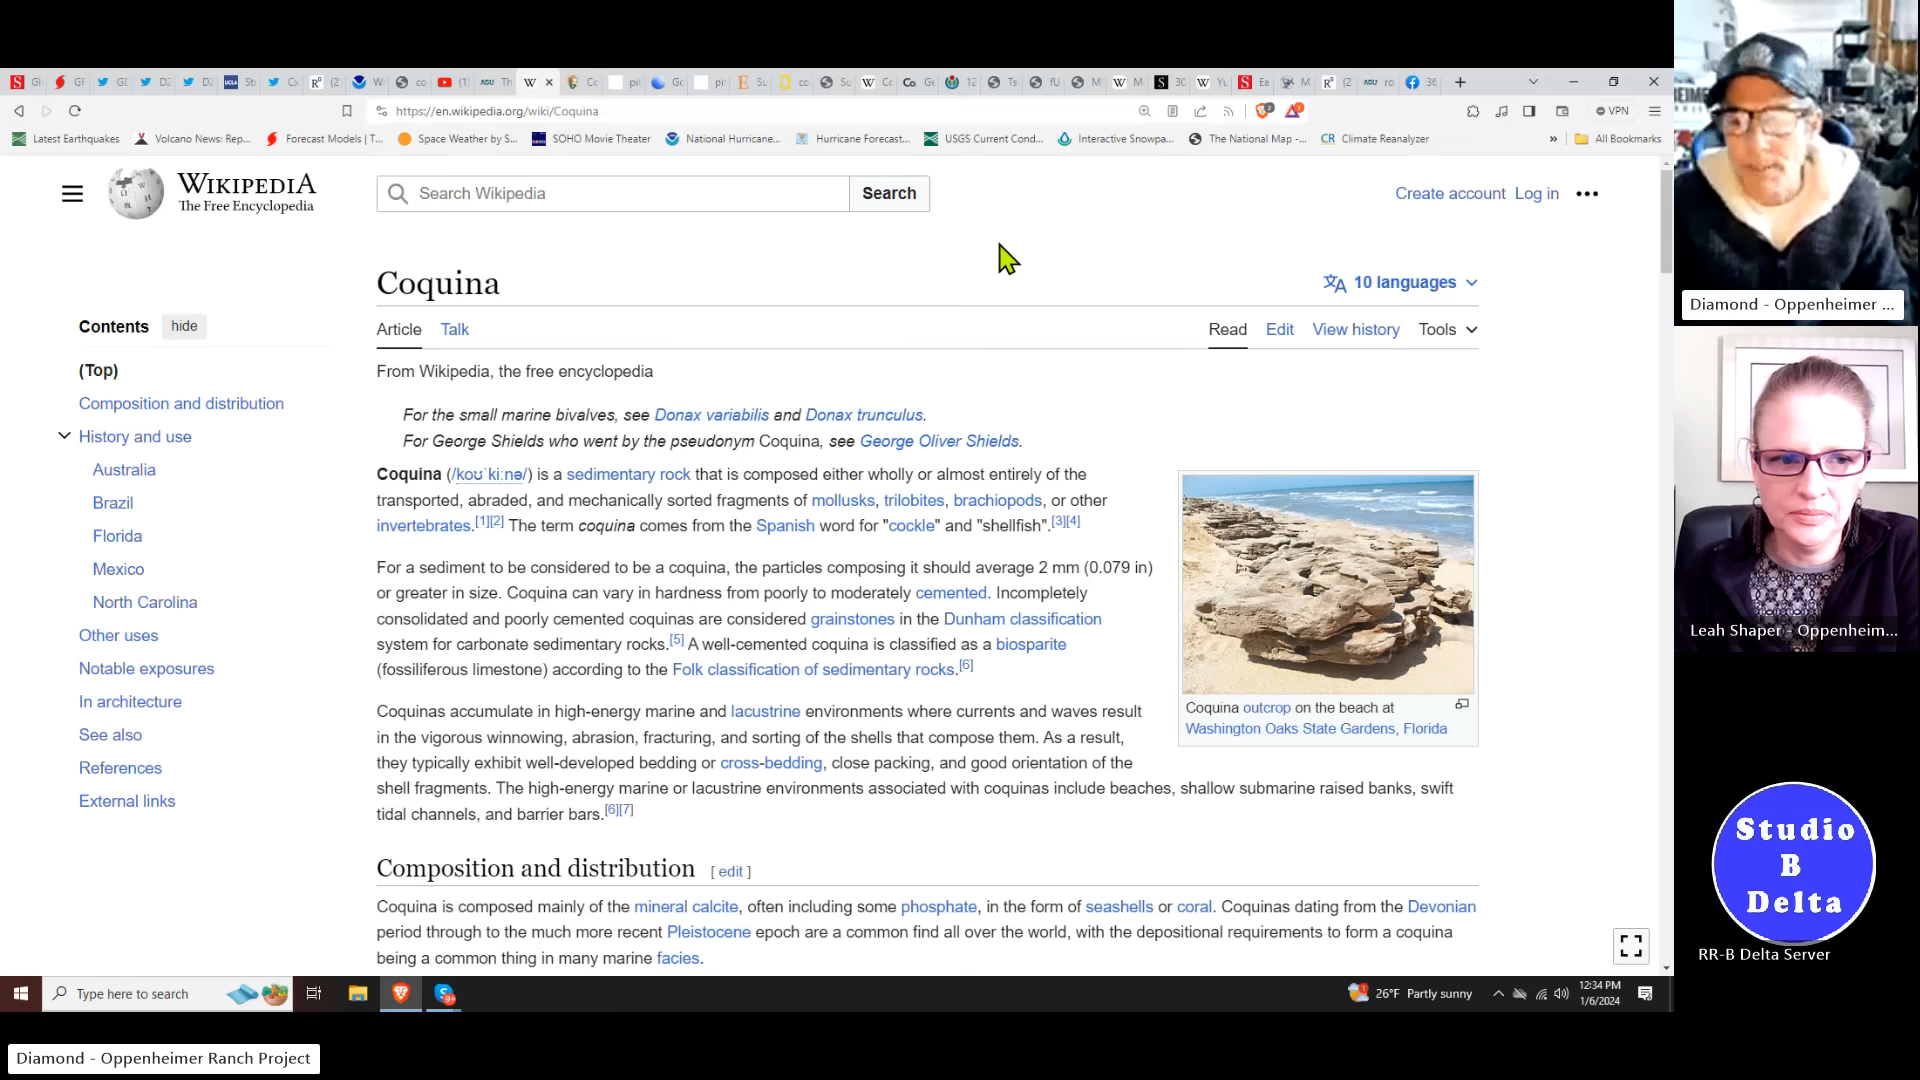 https://en.wikipedia.org/wiki/Coquina
VPN
Latest Earthquakes
Volcano News: Rep...
Forecast Models | T...
Space Weather by S...
SOHO Movie Theater
National Hurricane...
Hurricane Forecast...
USGS Current Cond...
Interactive Snowpa...
The National Map -...
Climate Reanalyzer
All Bookmarks
WIKIPEDIA
The Free Encyclopedia
Search Wikipedia
Search
Create account Log in
Coquina
10 languages
Article Talk
Read Edit View history Tools
Contents hide
(Top)
Composition and distribution
History and use
Australia
Brazil
Florida
Mexico
North Carolina
Other uses
Notable exposures
In architecture
See also
References
External links
From Wikipedia, the free encyclopedia
For the small marine bivalves, see Donax variabilis and Donax trunculus.
For George Shields who went by the pseudonym Coquina, see George Oliver Shields.
Coquina (/koʊˈkiːnə/) is a sedimentary rock that is composed either wholly or almost entirely of the
transported, abraded, and mechanically sorted fragments of mollusks, trilobites, brachiopods, or other
invertebrates.[1][2] The term coquina comes from the Spanish word for "cockle" and "shellfish".[3][4]
For a sediment to be considered to be a coquina, the particles composing it should average 2 mm (0.079 in)
or greater in size. Coquina can vary in hardness from poorly to moderately cemented. Incompletely
consolidated and poorly cemented coquinas are considered grainstones in the Dunham classification
system for carbonate sedimentary rocks.[5] A well-cemented coquina is classified as a biosparite
(fossiliferous limestone) according to the Folk classification of sedimentary rocks.[6]
Coquinas accumulate in high-energy marine and lacustrine environments where currents and waves result
in the vigorous winnowing, abrasion, fracturing, and sorting of the shells that compose them. As a result,
they typically exhibit well-developed bedding or cross-bedding, close packing, and good orientation of the
shell fragments. The high-energy marine or lacustrine environments associated with coquinas include beaches, shallow submarine raised banks, swift
tidal channels, and barrier bars.[6][7]
Coquina outcrop on the beach at
Washington Oaks State Gardens, Florida
Composition and distribution [ edit ]
Coquina is composed mainly of the mineral calcite, often including some phosphate, in the form of seashells or coral. Coquinas dating from the Devonian
period through to the much more recent Pleistocene epoch are a common find all over the world, with the depositional requirements to form a coquina
being a common thing in many marine facies.
Type here to search
26°F Partly sunny
12:34 PM
1/6/2024
Diamond - Oppenheimer ...
Leah Shaper - Oppenheim...
Studio
B
Delta
RR-B Delta Server
Diamond - Oppenheimer Ranch Project